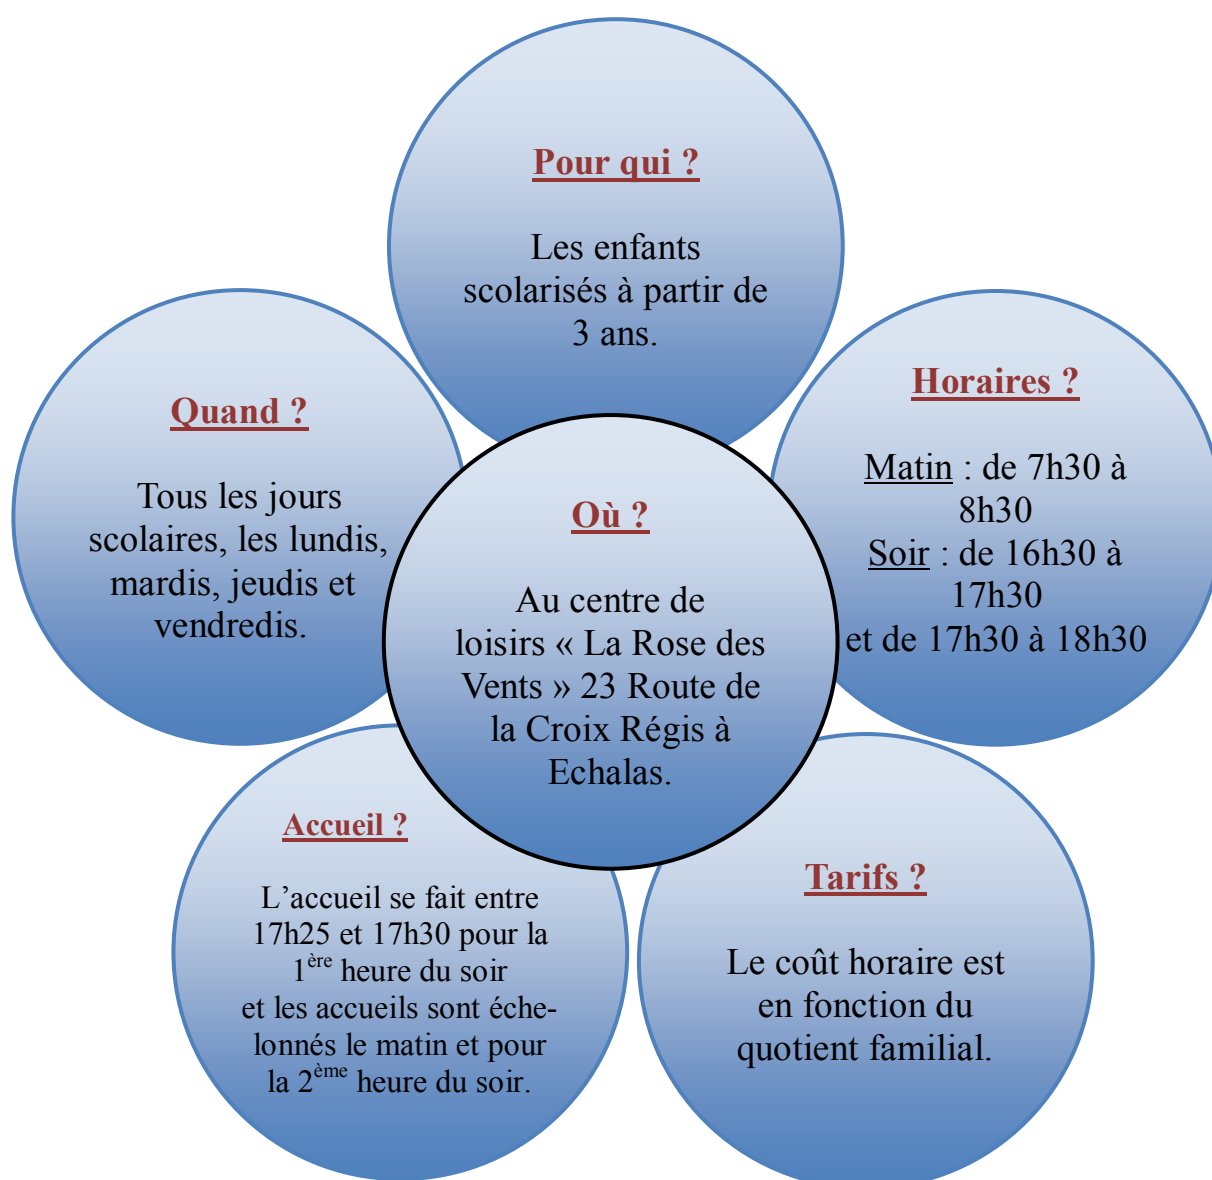 Pour qui ?
Les enfants
scolarisés à partir de
3 ans.
Quand ?
Tous les jours
scolaires, les lundis,
mardis, jeudis et
vendredis.
Horaires ?
Matin : de 7h30 à
8h30
Soir : de 16h30 à
17h30
et de 17h30 à 18h30
Où ?
Au centre de
loisirs « La Rose des
Vents » 23 Route de
la Croix Régis à
Echalas.
Accueil ?
L’accueil se fait entre
17h25 et 17h30 pour la
1ère heure du soir
et les accueils sont éche-
lonnés le matin et pour
la 2ème heure du soir.
Tarifs ?
Le coût horaire est
en fonction du
quotient familial.